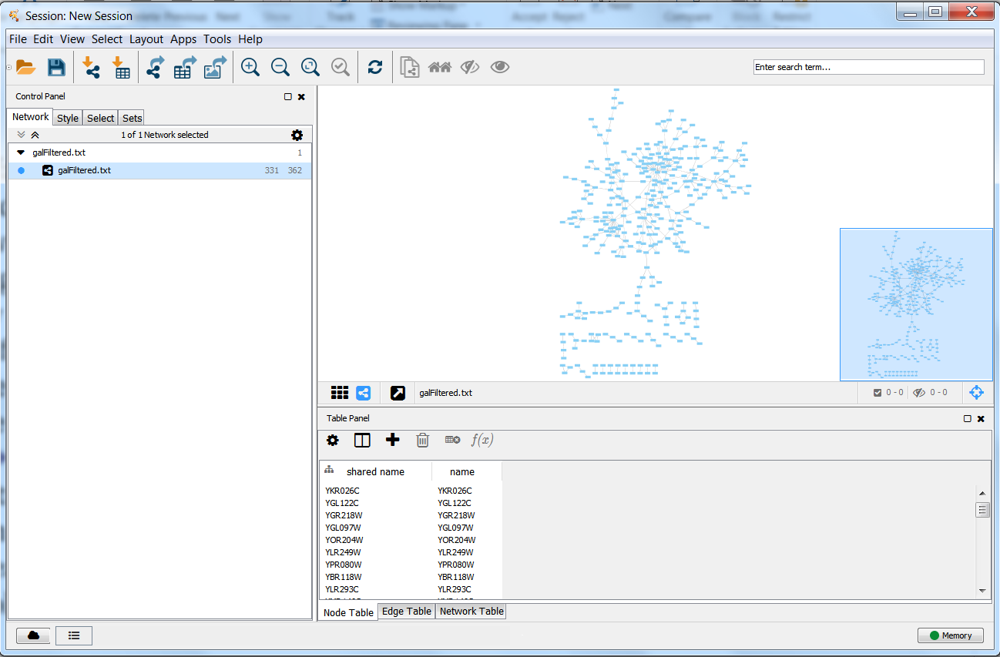 Session: New Session
File Edit View Select Layout Apps Tools Help
Enter search term...
Control Panel
Network Style Select Sets
1 of 1 Network selected
galFiltered.txt 1
galFiltered.txt 331 362
galFiltered.txt 0 - 0 0 - 0
Table Panel
f(x)
shared name name
YKR026C YKR026C
YGL122C YGL122C
YGR218W YGR218W
YGL097W YGL097W
YOR204W YOR204W
YLR249W YLR249W
YPR080W YPR080W
YBR118W YBR118W
YLR293C YLR293C
Node Table Edge Table Network Table
Memory